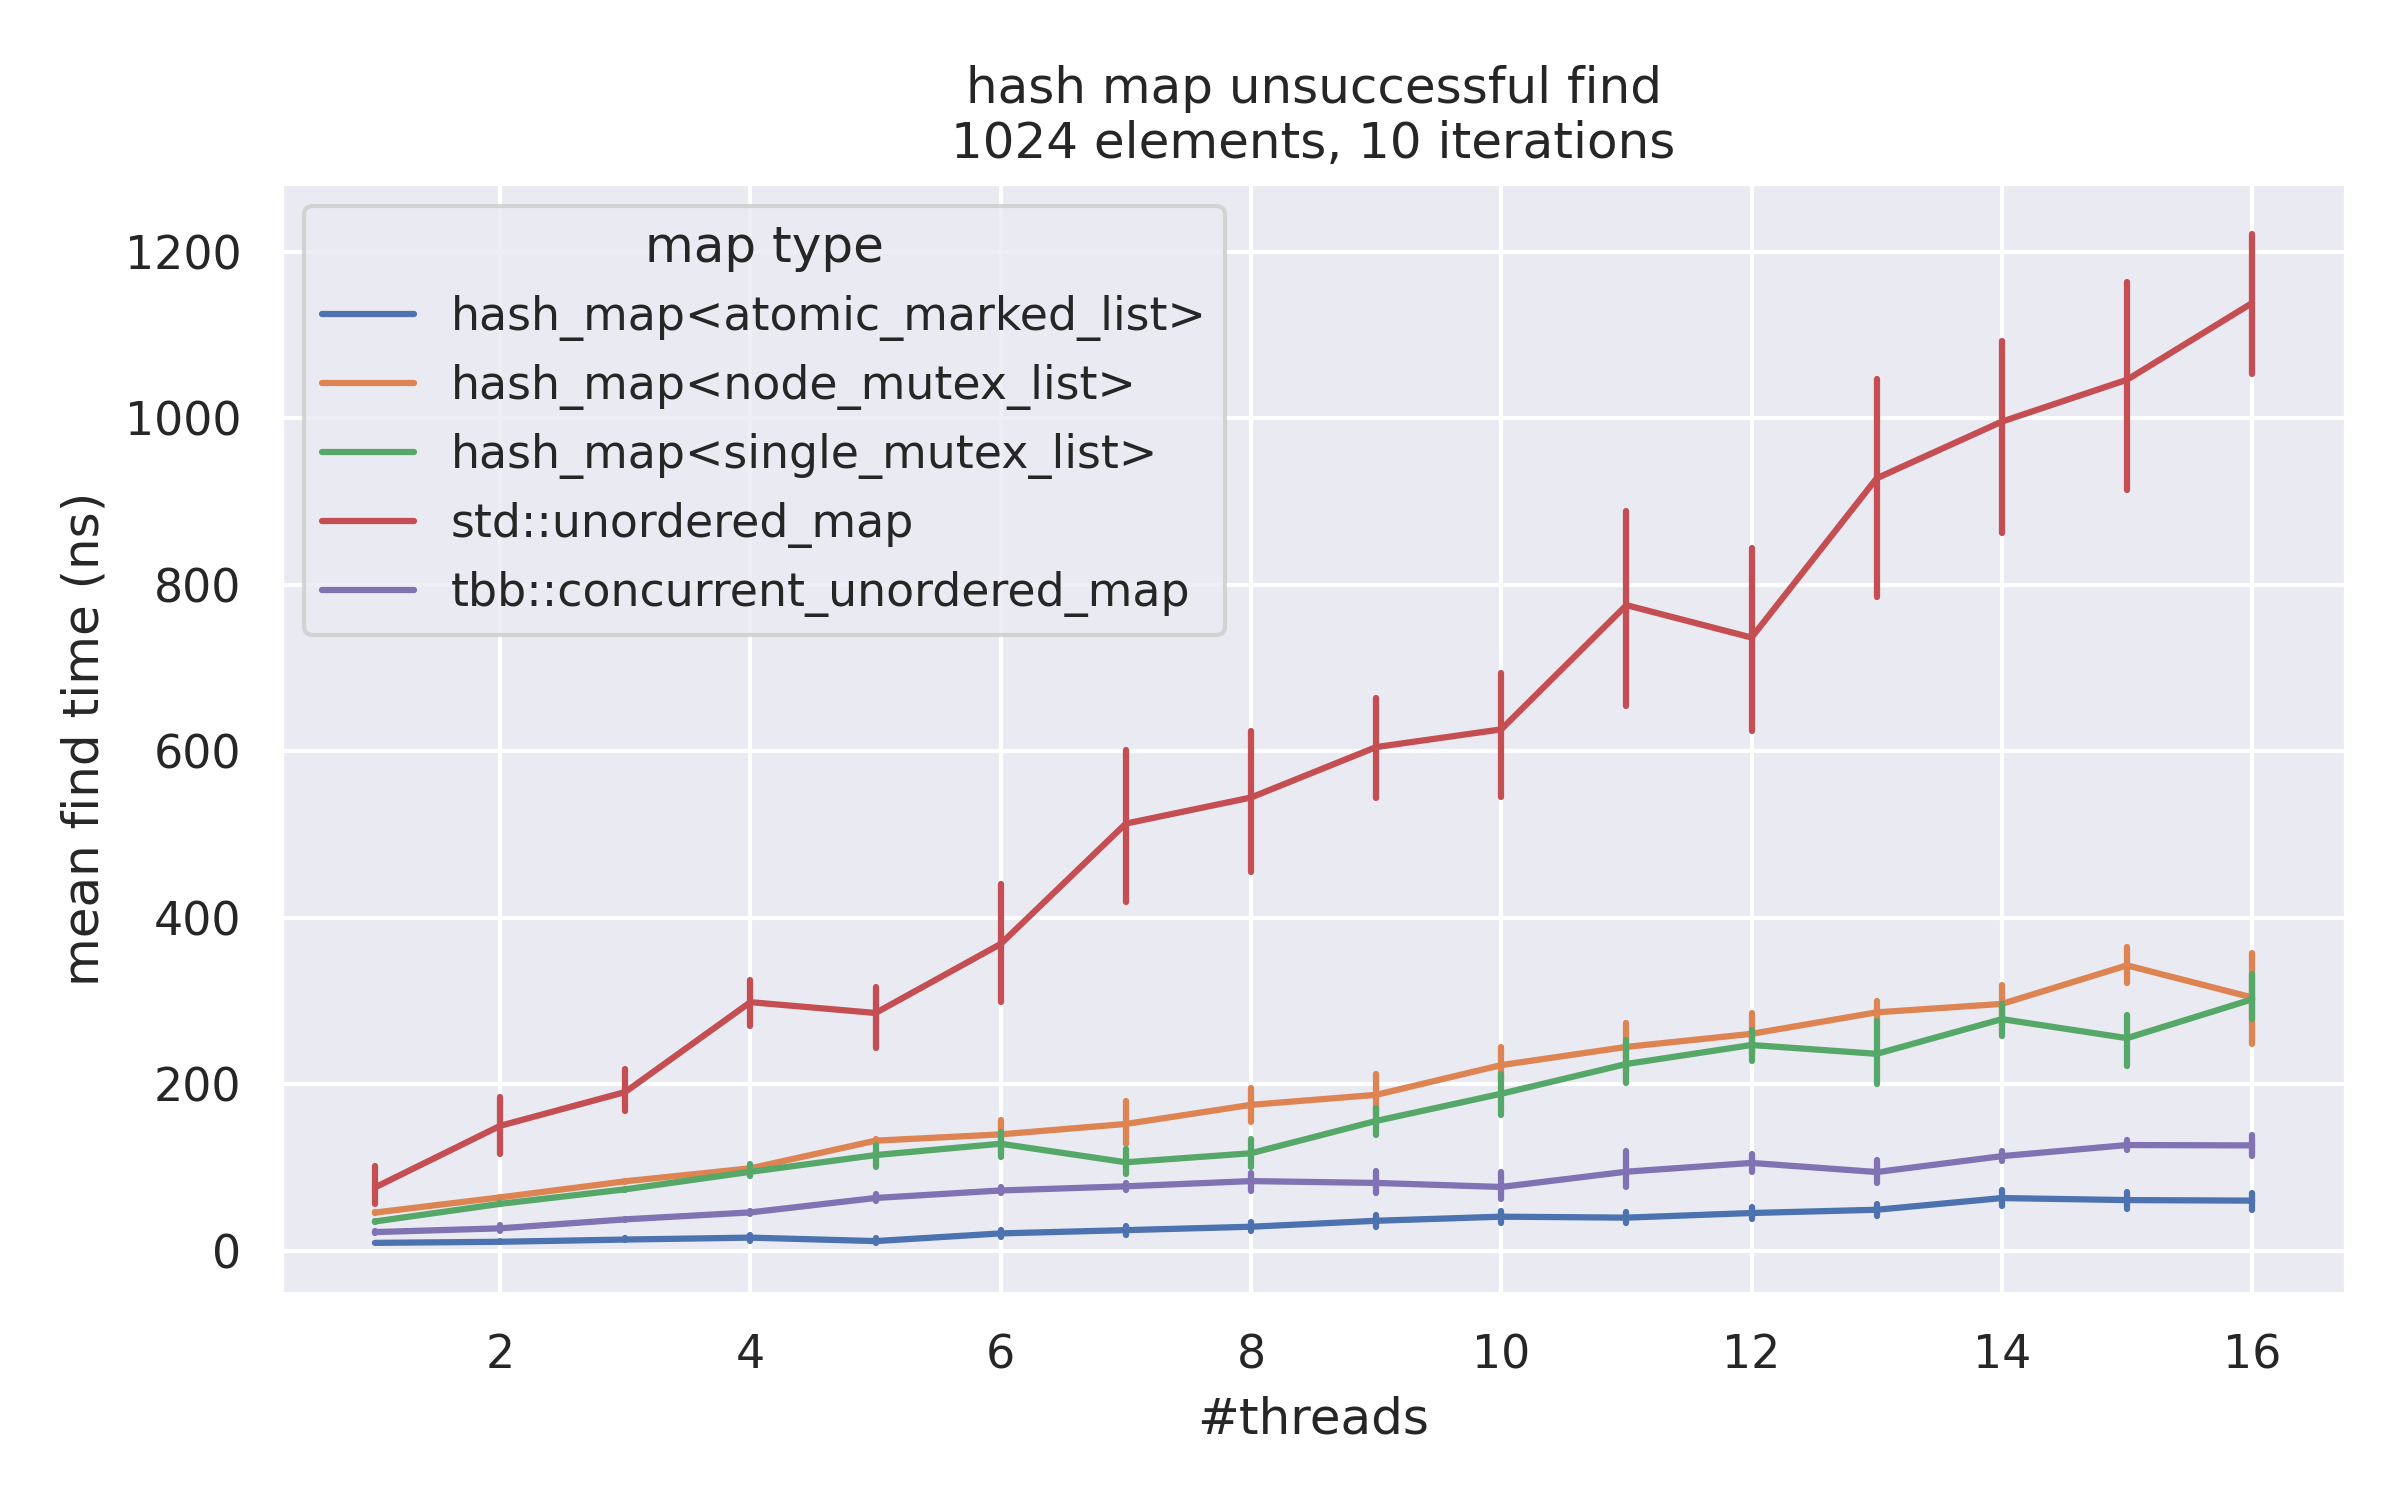 hash map unsuccessful find
1024 elements, 10 iterations
map type
hash_map<atomic_marked_list>
hash_map<node_mutex_list>
hash_map<single_mutex_list>
std::unordered_map
tbb::concurrent_unordered_map
mean find time (ns)
1200
1000
800
600
400
200
0
2 4 6 8 10 12 14 16
#threads